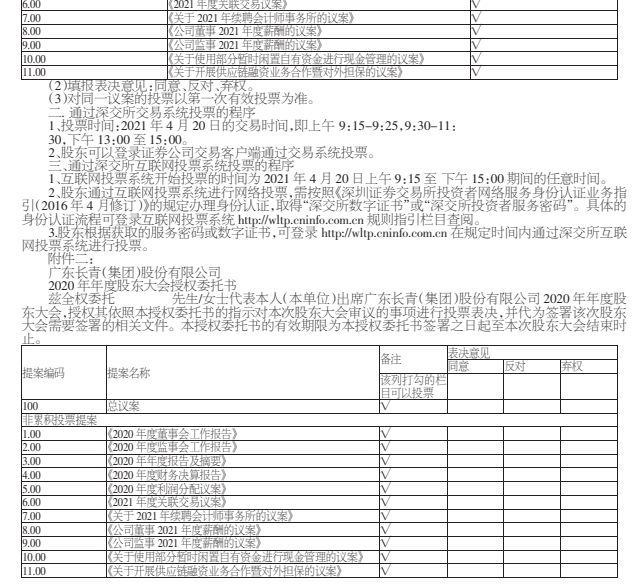 6.00 《2021 年度关联交易议案》 √
7.00 《关于 2021 年续聘会计师事务所的议案》 √
8.00 《公司董事 2021 年度薪酬的议案》 √
9.00 《公司监事 2021 年度薪酬的议案》 √
10.00 《关于使用部分暂时闲置自有资金进行现金管理的议案》 √
11.00 《关于开展供应链融资业务合作暨对外担保的议案》 √
(2)填报表决意见:同意、反对、弃权。
(3)对同一议案的投票以第一次有效投票为准。
二. 通过深交所交易系统投票的程序
1、投票时间:2021 年 4 月 20 日的交易时间,即上午 9:15-9:25,9:30-11:
30,下午 13:00 至 15:00。
2、股东可以登录证券公司交易客户端通过交易系统投票。
三、通过深交所互联网投票系统投票的程序
1、互联网投票系统开始投票的时间为 2021 年 4 月 20 日上午 9:15 至 下午 15:00 期间的任意时间。
2、股东通过互联网投票系统进行网络投票,需按照《深圳证券交易所投资者网络服务身份认证业务指
引(2016 年 4 月修订)》的规定办理身份认证,取得“深交所数字证书”或“深交所投资者服务密码”。具体的
身份认证流程可登录互联网投票系统 http://wltp.cninfo.com.cn 规则指引栏目查阅。
3.股东根据获取的服务密码或数字证书,可登录 http://wltp.cninfo.com.cn 在规定时间内通过深交所互联
网投票系统进行投票。
附件二:
广东长青(集团)股份有限公司
2020 年年度股东大会授权委托书
兹全权委托 先生/女士代表本人(本单位)出席广东长青(集团)股份有限公司 2020 年年度股
东大会,授权其依照本授权委托书的指示对本次股东大会审议的事项进行投票表决,并代为签署该次股东
大会需要签署的相关文件。本授权委托书的有效期限为本授权委托书签署之日起至本次股东大会结束时
止。
提案编码 提案名称 备注 表决意见
同意 反对 弃权
该列打勾的栏
目可以投票
100 总议案 √
非累积投票提案
1.00 《2020 年度董事会工作报告》 √
2.00 《2020 年度监事会工作报告》 √
3.00 《2020 年年度报告及摘要》 √
4.00 《2020 年度财务决算报告》 √
5.00 《2020 年度利润分配议案》 √
6.00 《2021 年度关联交易议案》 √
7.00 《关于 2021 年续聘会计师事务所的议案》 √
8.00 《公司董事 2021 年度薪酬的议案》 √
9.00 《公司监事 2021 年度薪酬的议案》 √
10.00 《关于使用部分暂时闲置自有资金进行现金管理的议案》 √
11.00 《关于开展供应链融资业务合作暨对外担保的议案》 √